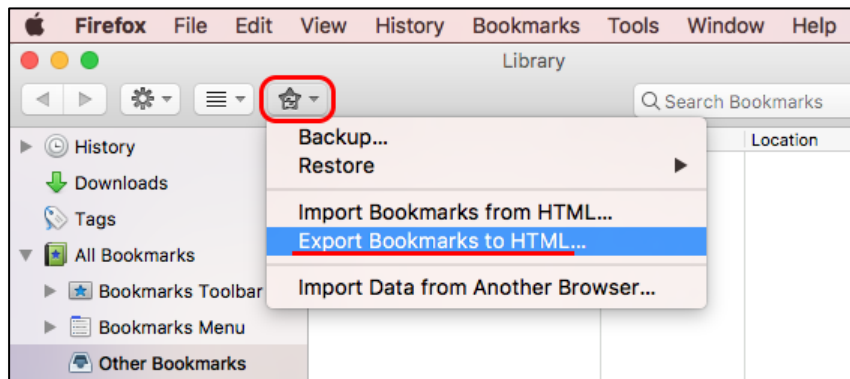 Firefox File Edit View History Bookmarks Tools Window Help
Library
Search Bookmarks
Location
History
Downloads
Tags
All Bookmarks
Bookmarks Toolbar
Bookmarks Menu
Other Bookmarks
Backup...
Restore
Import Bookmarks from HTML...
Export Bookmarks to HTML...
Import Data from Another Browser...